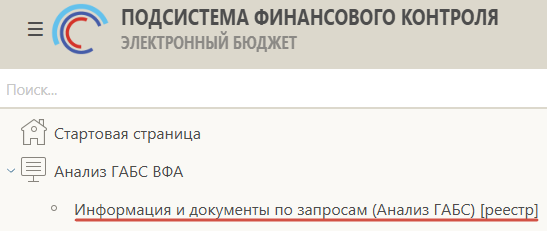 ПОДСИСТЕМА ФИНАНСОВОГО КОНТРОЛЯ
ЭЛЕКТРОННЫЙ БЮДЖЕТ
Поиск...
Стартовая страница
Анализ ГАБС ВФА
Информация и документы по запросам (Анализ ГАБС) [реестр]